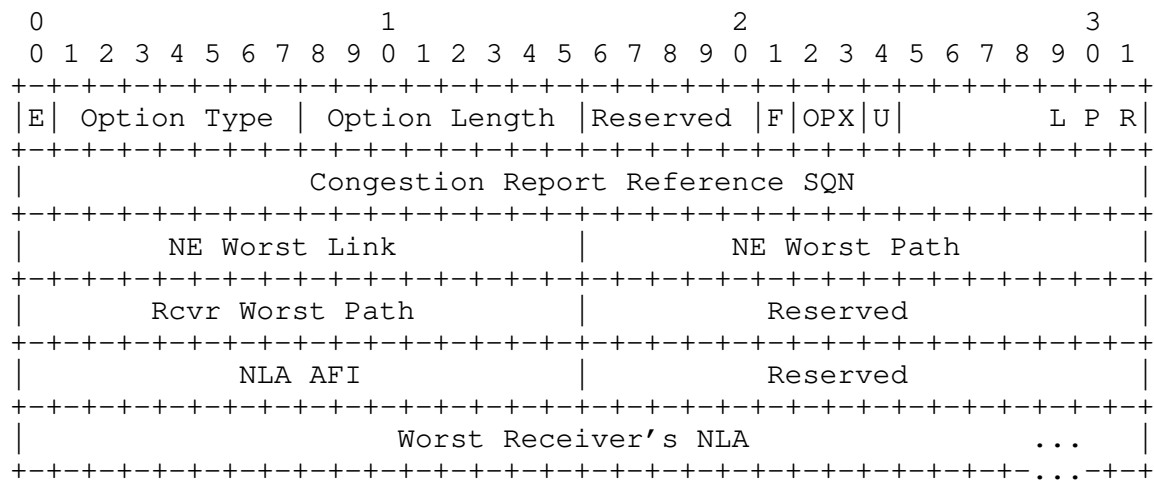 0                   1                   2                   3
 0 1 2 3 4 5 6 7 8 9 0 1 2 3 4 5 6 7 8 9 0 1 2 3 4 5 6 7 8 9 0 1
+-+-+-+-+-+-+-+-+-+-+-+-+-+-+-+-+-+-+-+-+-+-+-+-+-+-+-+-+-+-+-+-+
|E| Option Type | Option Length |Reserved |F|OPX|U|        L P R|
+-+-+-+-+-+-+-+-+-+-+-+-+-+-+-+-+-+-+-+-+-+-+-+-+-+-+-+-+-+-+-+-+
|                Congestion Report Reference SQN                |
+-+-+-+-+-+-+-+-+-+-+-+-+-+-+-+-+-+-+-+-+-+-+-+-+-+-+-+-+-+-+-+-+
|        NE Worst Link          |        NE Worst Path          |
+-+-+-+-+-+-+-+-+-+-+-+-+-+-+-+-+-+-+-+-+-+-+-+-+-+-+-+-+-+-+-+-+
|       Rcvr Worst Path         |          Reserved             |
+-+-+-+-+-+-+-+-+-+-+-+-+-+-+-+-+-+-+-+-+-+-+-+-+-+-+-+-+-+-+-+-+
|            NLA AFI            |          Reserved             |
+-+-+-+-+-+-+-+-+-+-+-+-+-+-+-+-+-+-+-+-+-+-+-+-+-+-+-+-+-+-+-+-+
|                     Worst Receiver's NLA                ...   |
+-+-+-+-+-+-+-+-+-+-+-+-+-+-+-+-+-+-+-+-+-+-+-+-+-+-+-+-+-...-+-+